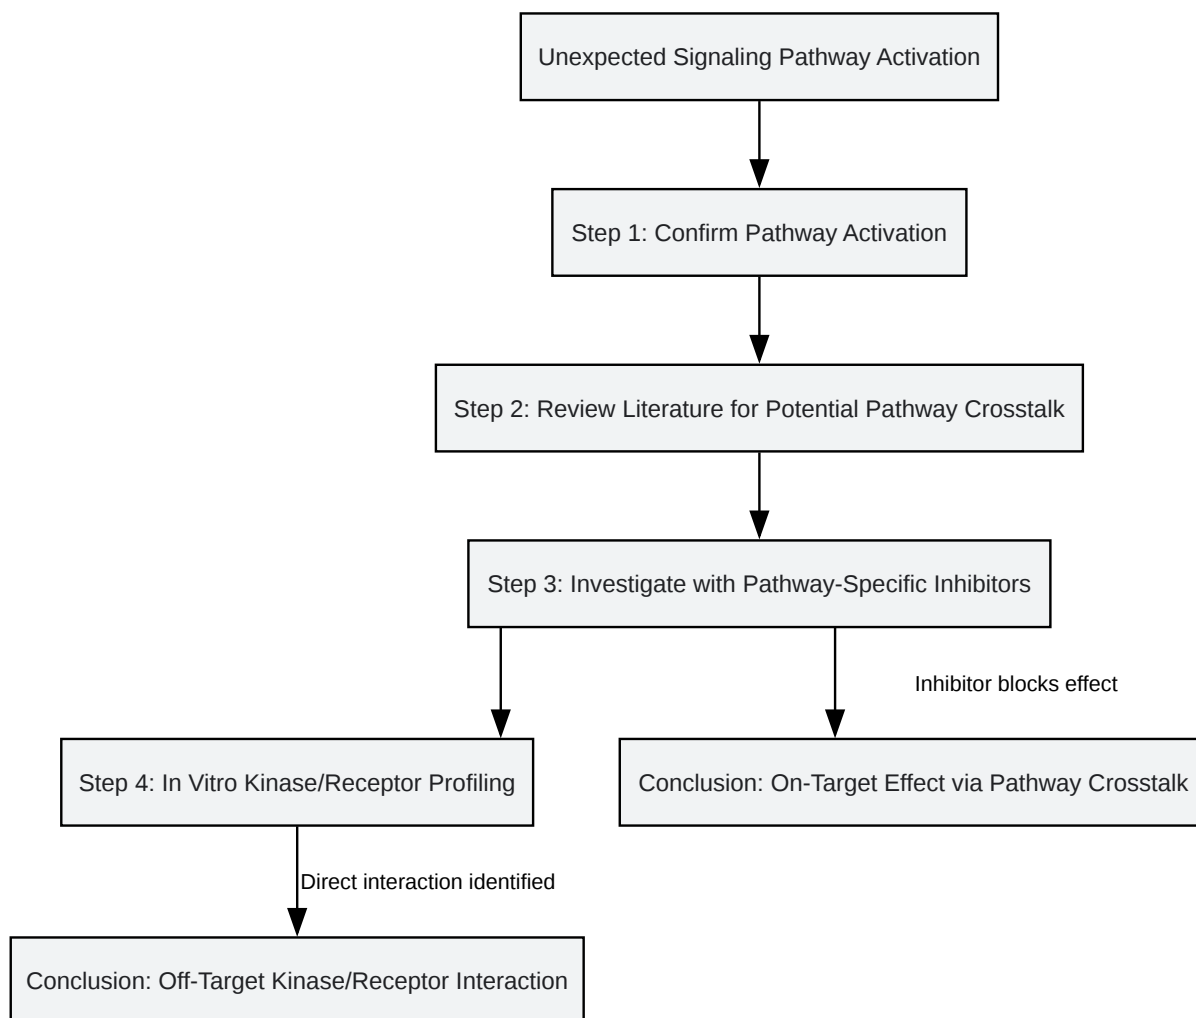 Unexpected Signaling Pathway Activation
Step 1: Confirm Pathway Activation
Step 2: Review Literature for Potential Pathway Crosstalk
Step 3: Investigate with Pathway-Specific Inhibitors
Inhibitor blocks effect
Step 4: In Vitro Kinase/Receptor Profiling
Conclusion: On-Target Effect via Pathway Crosstalk
Direct interaction identified
Conclusion: Off-Target Kinase/Receptor Interaction